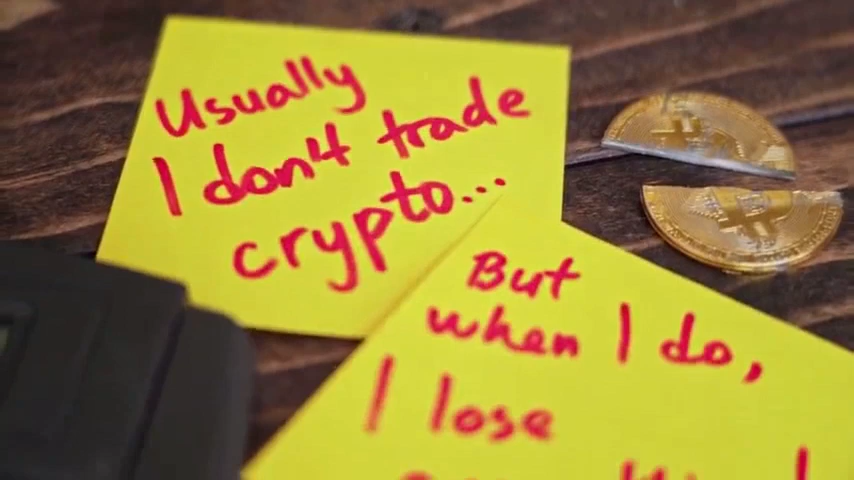 Usually
I don't trade
crypto...
But
when I do,
I lose